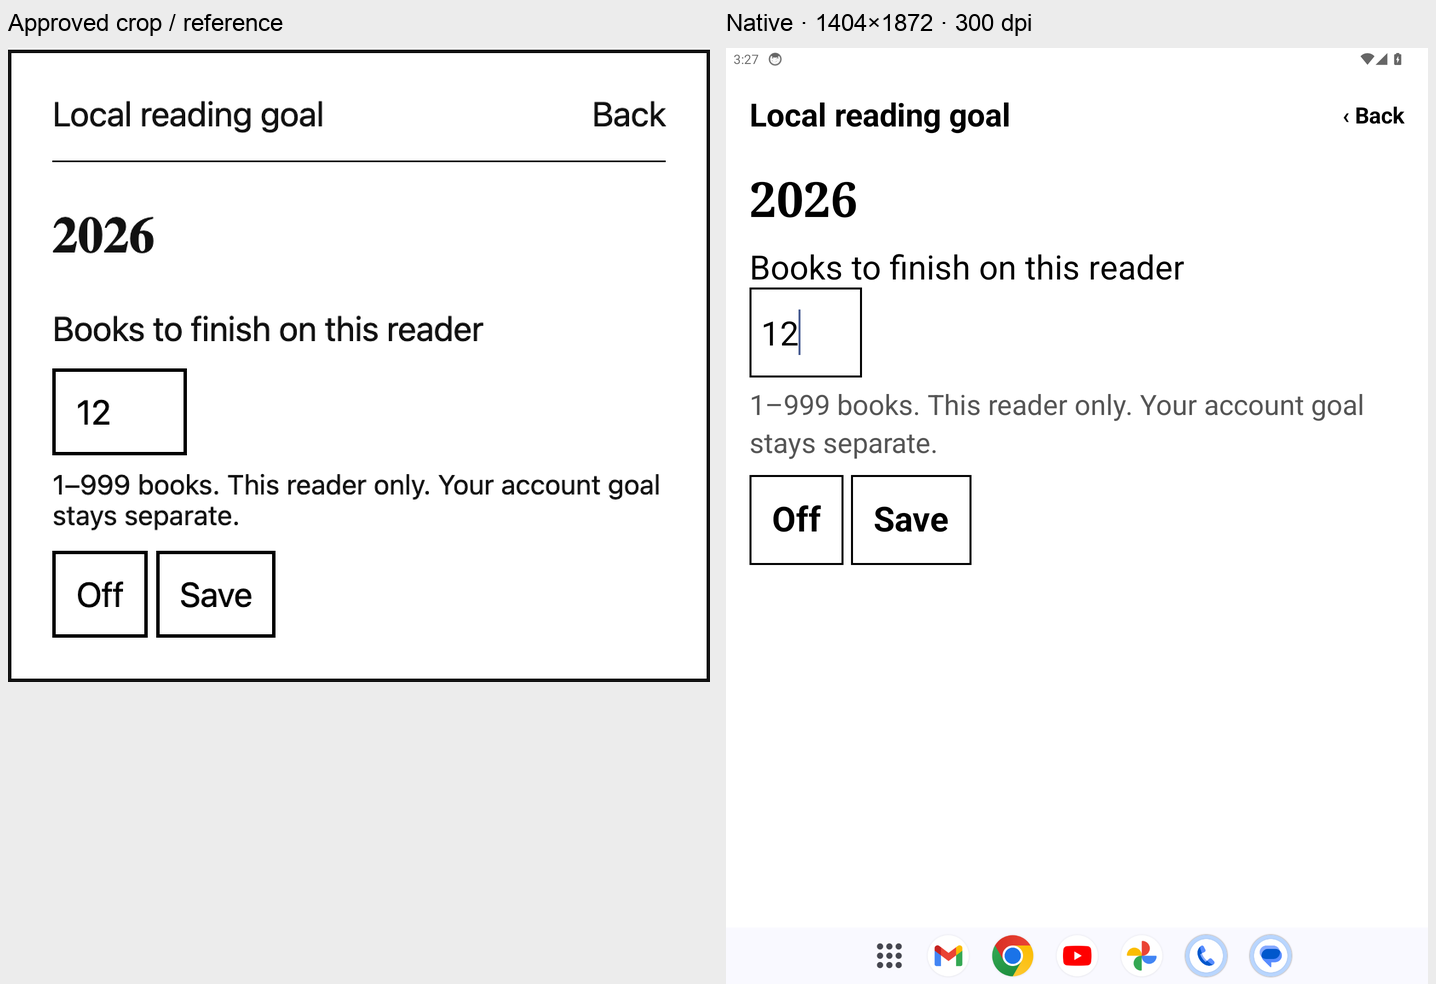 Approved crop / reference
Local reading goal Back
2026
Books to finish on this reader
12
1–999 books. This reader only. Your account goal
stays separate.
Off Save
Native · 1404×1872 · 300 dpi
3:27
Local reading goal ‹ Back
2026
Books to finish on this reader
12
1–999 books. This reader only. Your account goal
stays separate.
Off Save